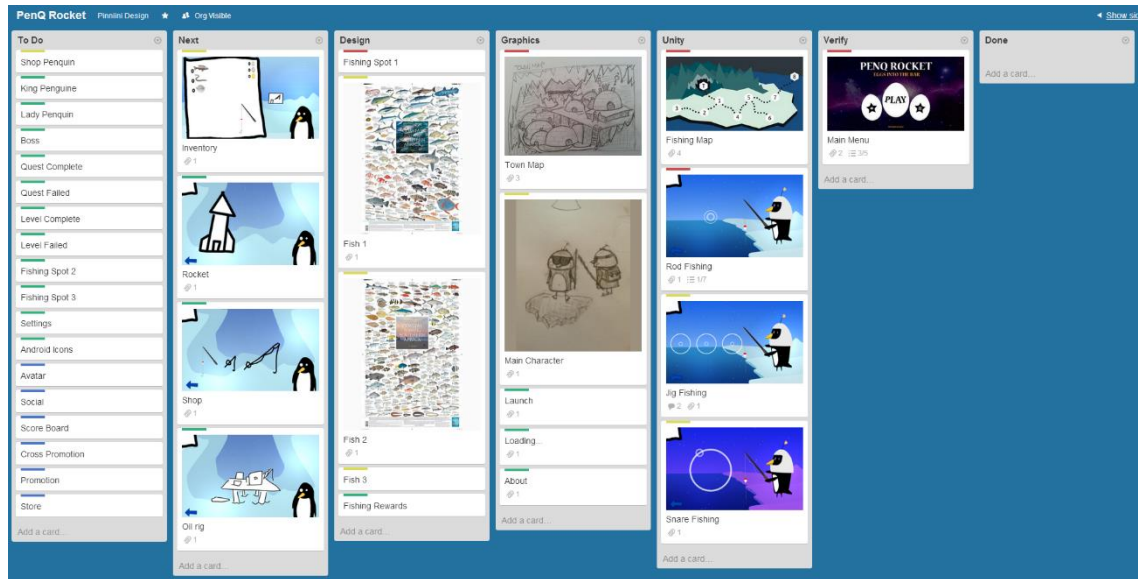 PenQ Rocket Pinniini Design Org Visible
Show si
To Do
Shop Penquin
King Penguine
Lady Penquin
Boss
Quest Complete
Quest Failed
Level Complete
Level Failed
Fishing Spot 2
Fishing Spot 3
Settings
Android Icons
Avatar
Social
Score Board
Cross Promotion
Promotion
Store
Add a card...
Next
Inventory
1
Rocket
1
Shop
1
Oil rig
1
Add a card...
Design
Fishing Spot 1
Fish 1
1
Fish 2
1
Fish 3
Fishing Rewards
Add a card...
Graphics
TOWN MAP
Town Map
3
Main Character
1
Launch
1
Loading...
1
About
1
Add a card...
Unity
Fishing Map
4
Rod Fishing
1 1/7
Jig Fishing
2 1
Snare Fishing
1
Add a card...
Verify
PENQ ROCKET
PLAY
Main Menu
2 3/5
Add a card...
Done
Add a card...